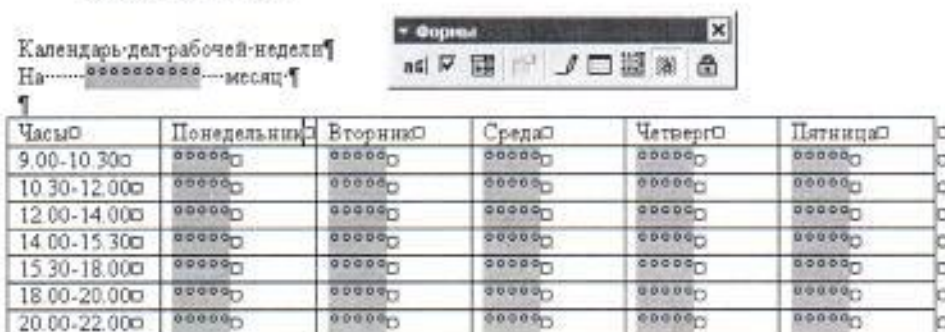 Формы
Календарь·дел·рабочей·недели¶
На·······°°°°°°°°°°····месяц·¶
¶
Часы¤ Понедельник¤ Вторник¤ Среда¤ Четверг¤ Пятница¤
9.00-10.30¤ °°°°°¤ °°°°°¤ °°°°°¤ °°°°°¤ °°°°°¤
10.30-12.00¤ °°°°°¤ °°°°°¤ °°°°°¤ °°°°°¤ °°°°°¤
12.00-14.00¤ °°°°°¤ °°°°°¤ °°°°°¤ °°°°°¤ °°°°°¤
14.00-15.30¤ °°°°°¤ °°°°°¤ °°°°°¤ °°°°°¤ °°°°°¤
15.30-18.00¤ °°°°°¤ °°°°°¤ °°°°°¤ °°°°°¤ °°°°°¤
18.00-20.00¤ °°°°°¤ °°°°°¤ °°°°°¤ °°°°°¤ °°°°°¤
20.00-22.00¤ °°°°°¤ °°°°°¤ °°°°°¤ °°°°°¤ °°°°°¤